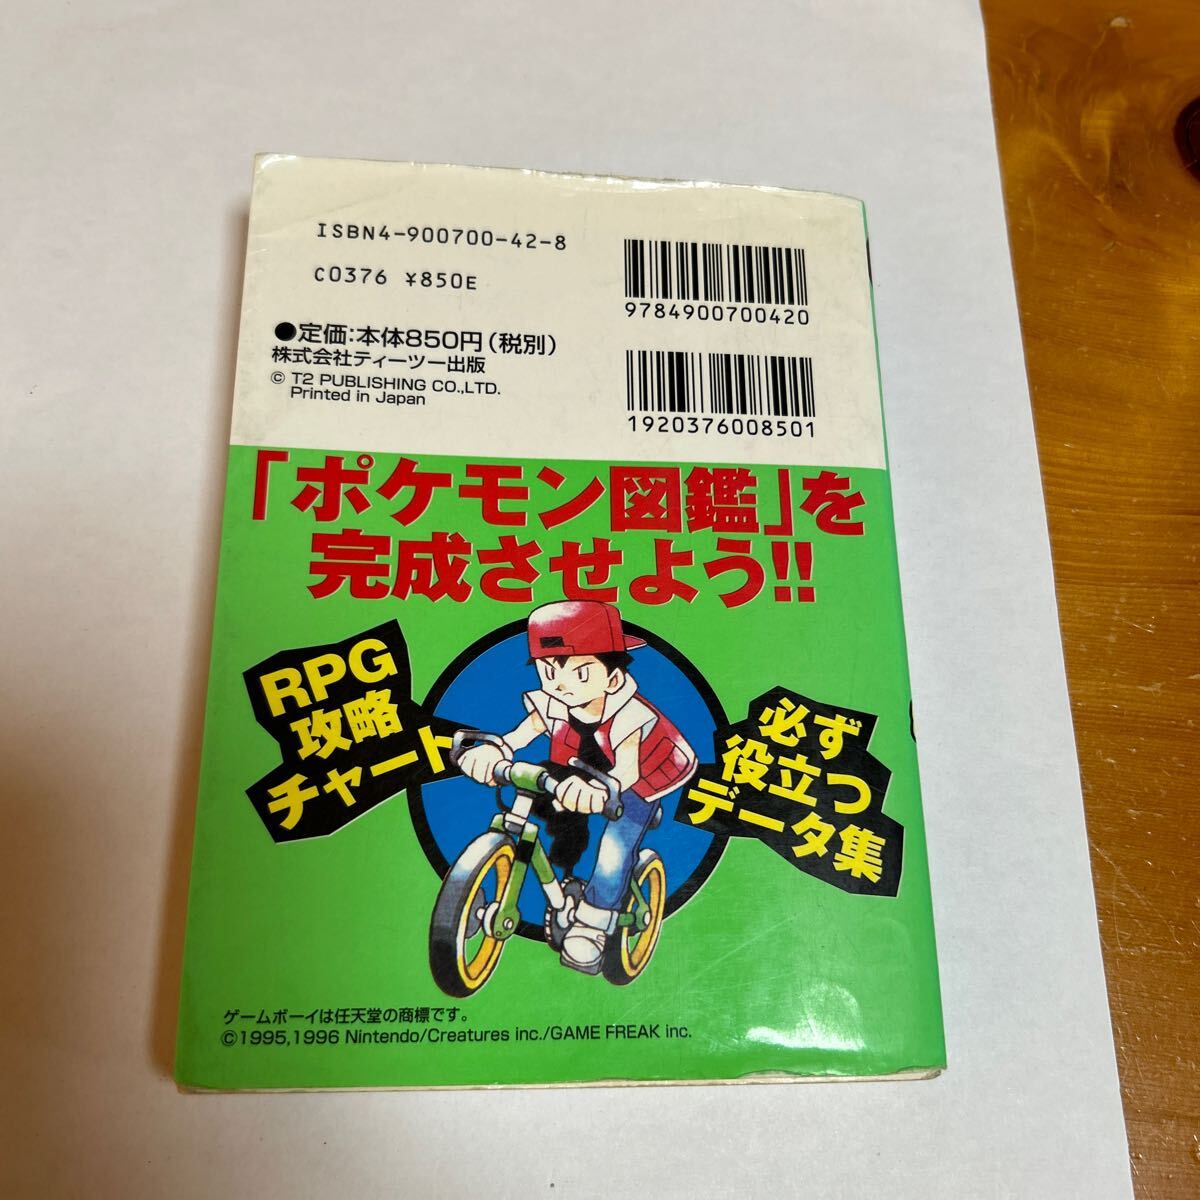 ISBN4-900700-42-8
C0376 ¥850E
●定価:本体850円(税別)
株式会社ティーツー出版
© T2 PUBLISHING CO.,LTD.
Printed in Japan
9784900700420
1920376008501
「ポケモン図鑑」を
完成させよう!!
RPG
攻略
チャート
必ず
役立つ
データ集
ゲームボーイは任天堂の商標です。
©1995,1996 Nintendo/Creatures inc./GAME FREAK inc.